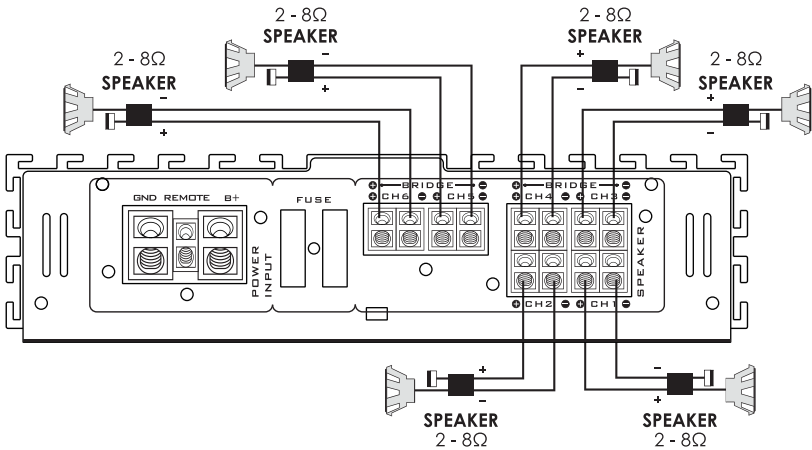 2 - 8Ω
SPEAKER
- +
2 - 8Ω
SPEAKER
- +
2 - 8Ω
SPEAKER
+ -
2 - 8Ω
SPEAKER
+ -
GND REMOTE B+
FUSE
POWER
INPUT
+ BRIDGE -
+ CH6 - + CH5 -
+ BRIDGE -
+ CH4 - + CH3 -
SPEAKER
+ CH2 - + CH1 -
+ -
SPEAKER
2 - 8Ω
- +
SPEAKER
2 - 8Ω